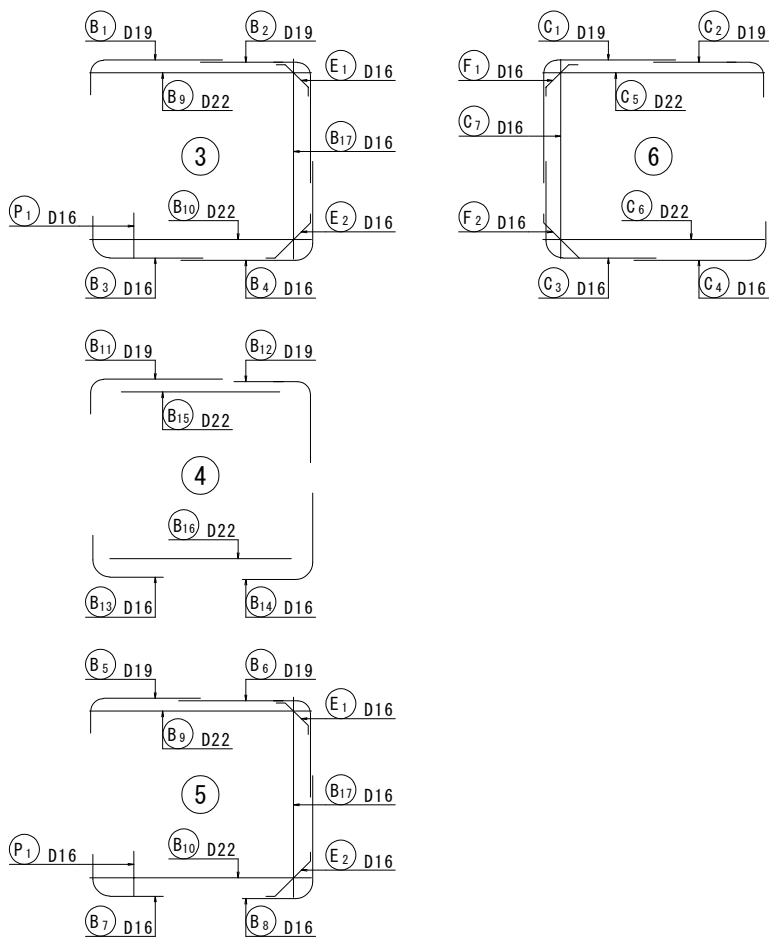 B1 D19 B2 D19
E1 D16
B9 D22
B17 D16
3
P1 D16
B10 D22
E2 D16
B3 D16 B4 D16
C1 D19 C2 D19
F1 D16
C5 D22
C7 D16
6
F2 D16
C6 D22
C3 D16 C4 D16
B11 D19 B12 D19
B15 D22
4
B16 D22
B13 D16 B14 D16
B5 D19 B6 D19
E1 D16
B9 D22
5
B17 D16
P1 D16
B10 D22
E2 D16
B7 D16 B8 D16